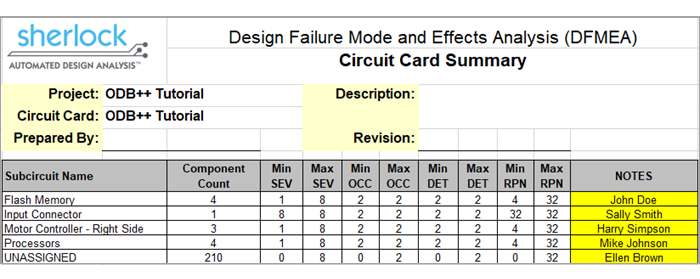 sherlock
AUTOMATED DESIGN ANALYSIS™
Design Failure Mode and Effects Analysis (DFMEA)
Circuit Card Summary
Project: ODB++ Tutorial Description:
Circuit Card: ODB++ Tutorial
Prepared By: Revision:
Subcircuit Name Component Count Min SEV Max SEV Min OCC Max OCC Min DET Max DET Min RPN Max RPN NOTES
Flash Memory 4 1 8 2 2 2 2 4 32 John Doe
Input Connector 1 8 8 2 2 2 2 32 32 Sally Smith
Motor Controller - Right Side 3 1 8 2 2 2 2 4 32 Harry Simpson
Processors 4 1 8 2 2 2 2 4 32 Mike Johnson
UNASSIGNED 210 0 8 0 2 0 2 0 32 Ellen Brown